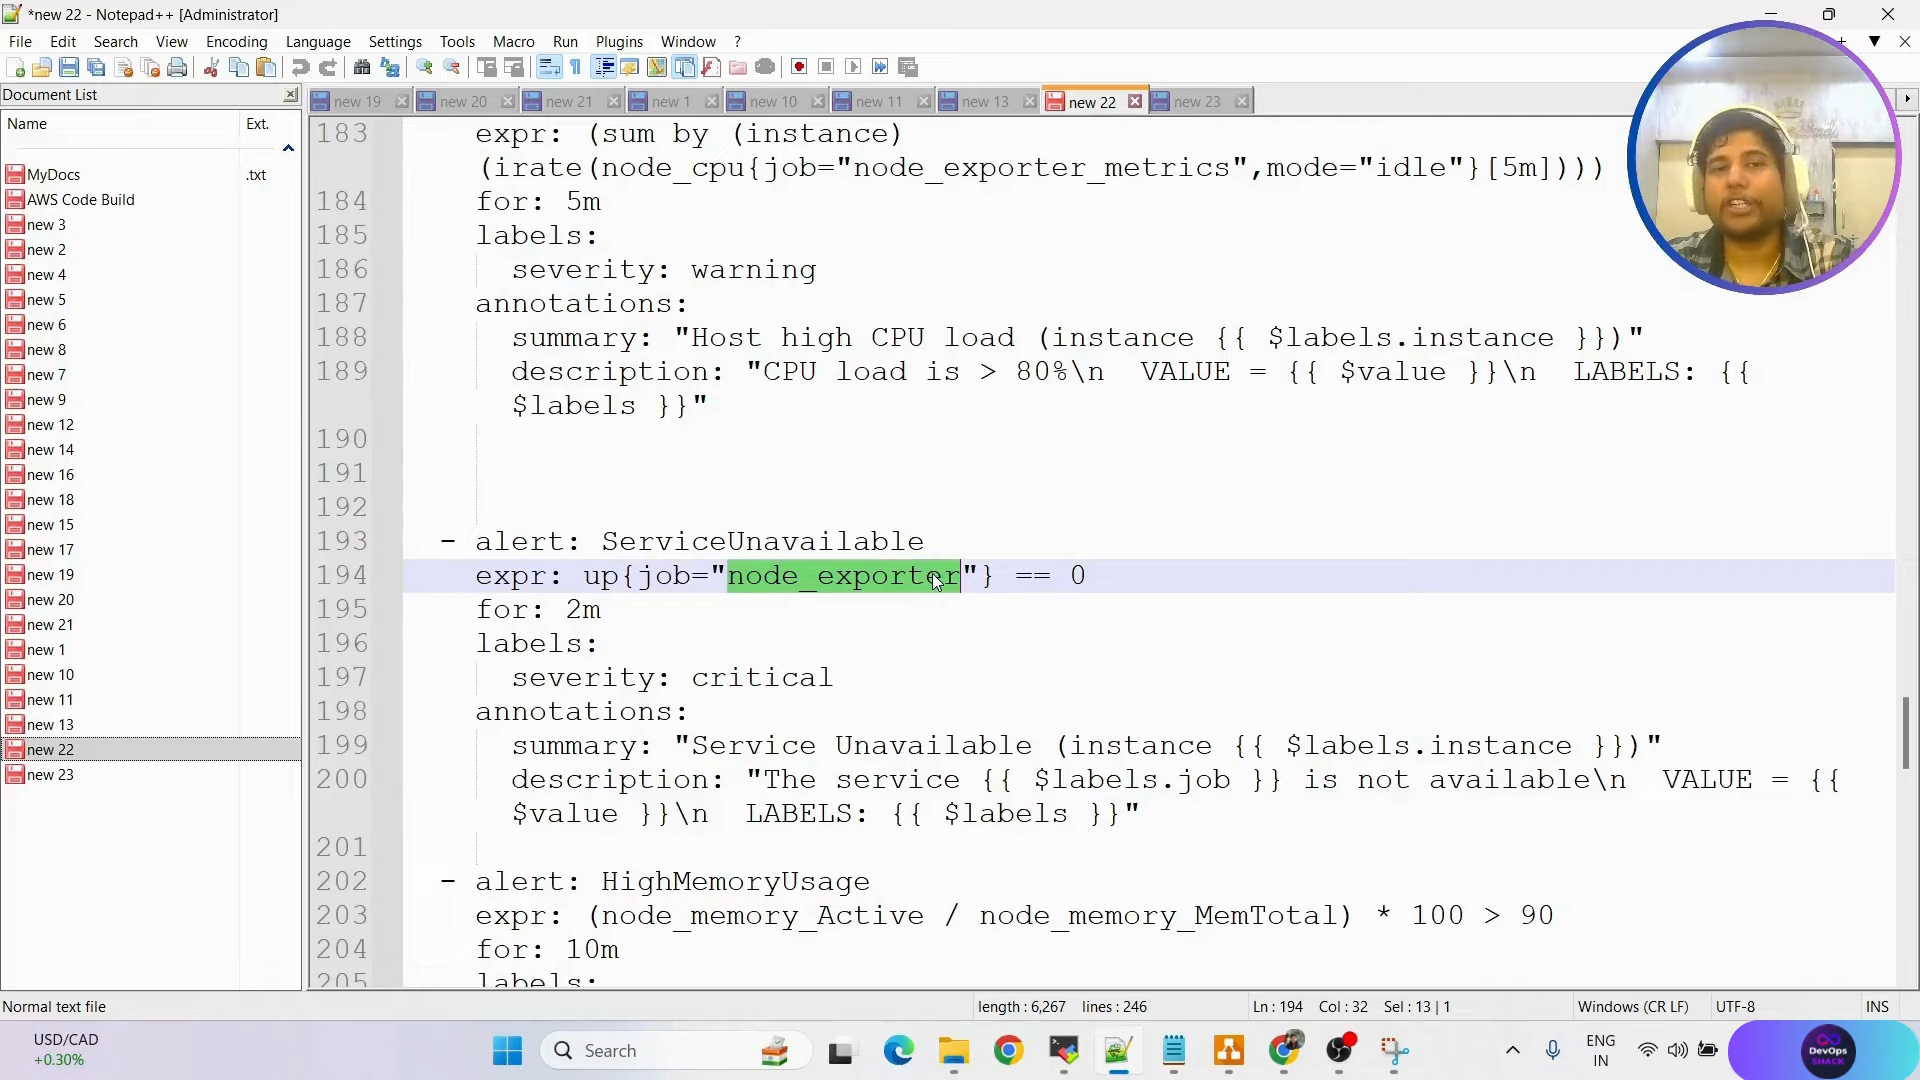 *new 22 - Notepad++ [Administrator]
File Edit Search View Encoding Language Settings Tools Macro Run Plugins Window ?
Document List
new 19 new 20 new 21 new 1 new 10 new 11 new 13 new 22 new 23
Name Ext.
MyDocs .txt
AWS Code Build
new 3
new 2
new 4
new 5
new 6
new 8
new 7
new 9
new 12
new 14
new 16
new 18
new 15
new 17
new 19
new 20
new 21
new 1
new 10
new 11
new 13
new 22
new 23
183 expr: (sum by (instance)
(irate(node_cpu{job="node_exporter_metrics",mode="idle"}[5m])))
184 for: 5m
185 labels:
186 severity: warning
187 annotations:
188 summary: "Host high CPU load (instance {{ $labels.instance }})"
189 description: "CPU load is > 80%\n  VALUE = {{ $value }}\n  LABELS: {{
$labels }}"
190
191
192
193 - alert: ServiceUnavailable
194 expr: up{job="node_exporter"} == 0
195 for: 2m
196 labels:
197 severity: critical
198 annotations:
199 summary: "Service Unavailable (instance {{ $labels.instance }})"
200 description: "The service {{ $labels.job }} is not available\n  VALUE = {{
$value }}\n  LABELS: {{ $labels }}"
201
202 - alert: HighMemoryUsage
203 expr: (node_memory_Active / node_memory_MemTotal) * 100 > 90
204 for: 10m
205 labels:
Normal text file length : 6,267 lines : 246 Ln : 194 Col : 32 Sel : 13 | 1 Windows (CR LF) UTF-8 INS
USD/CAD
+0.30%
Search
ENG
IN
DevOps
SHACK